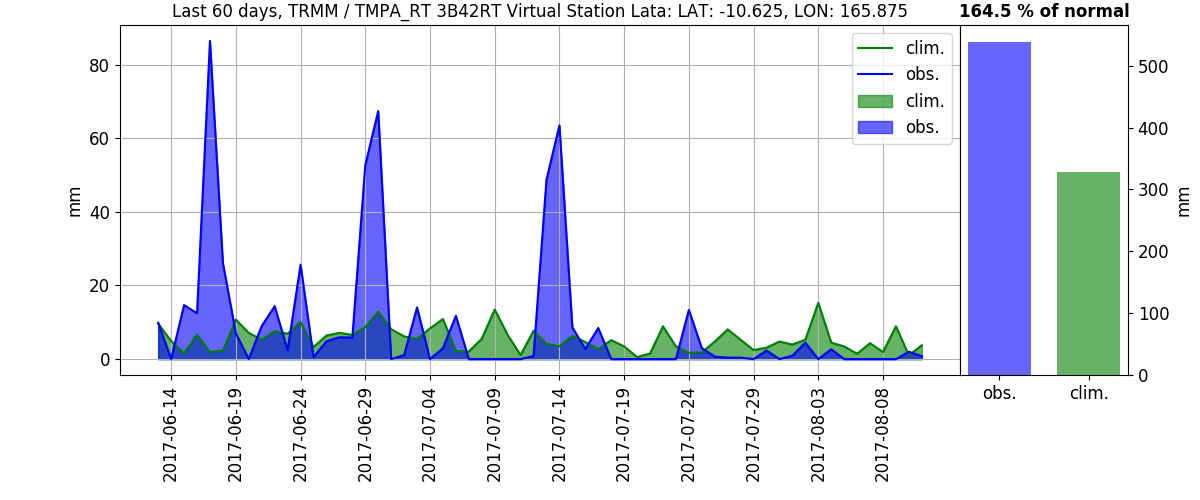 Last 60 days, TRMM / TMPA_RT 3B42RT Virtual Station Lata: LAT: -10.625, LON: 165.875
164.5 % of normal
clim.
obs.
clim.
obs.
mm
80
60
40
20
0
2017-06-14
2017-06-19
2017-06-24
2017-06-29
2017-07-04
2017-07-09
2017-07-14
2017-07-19
2017-07-24
2017-07-29
2017-08-03
2017-08-08
500
400
300
200
100
0
mm
obs.
clim.